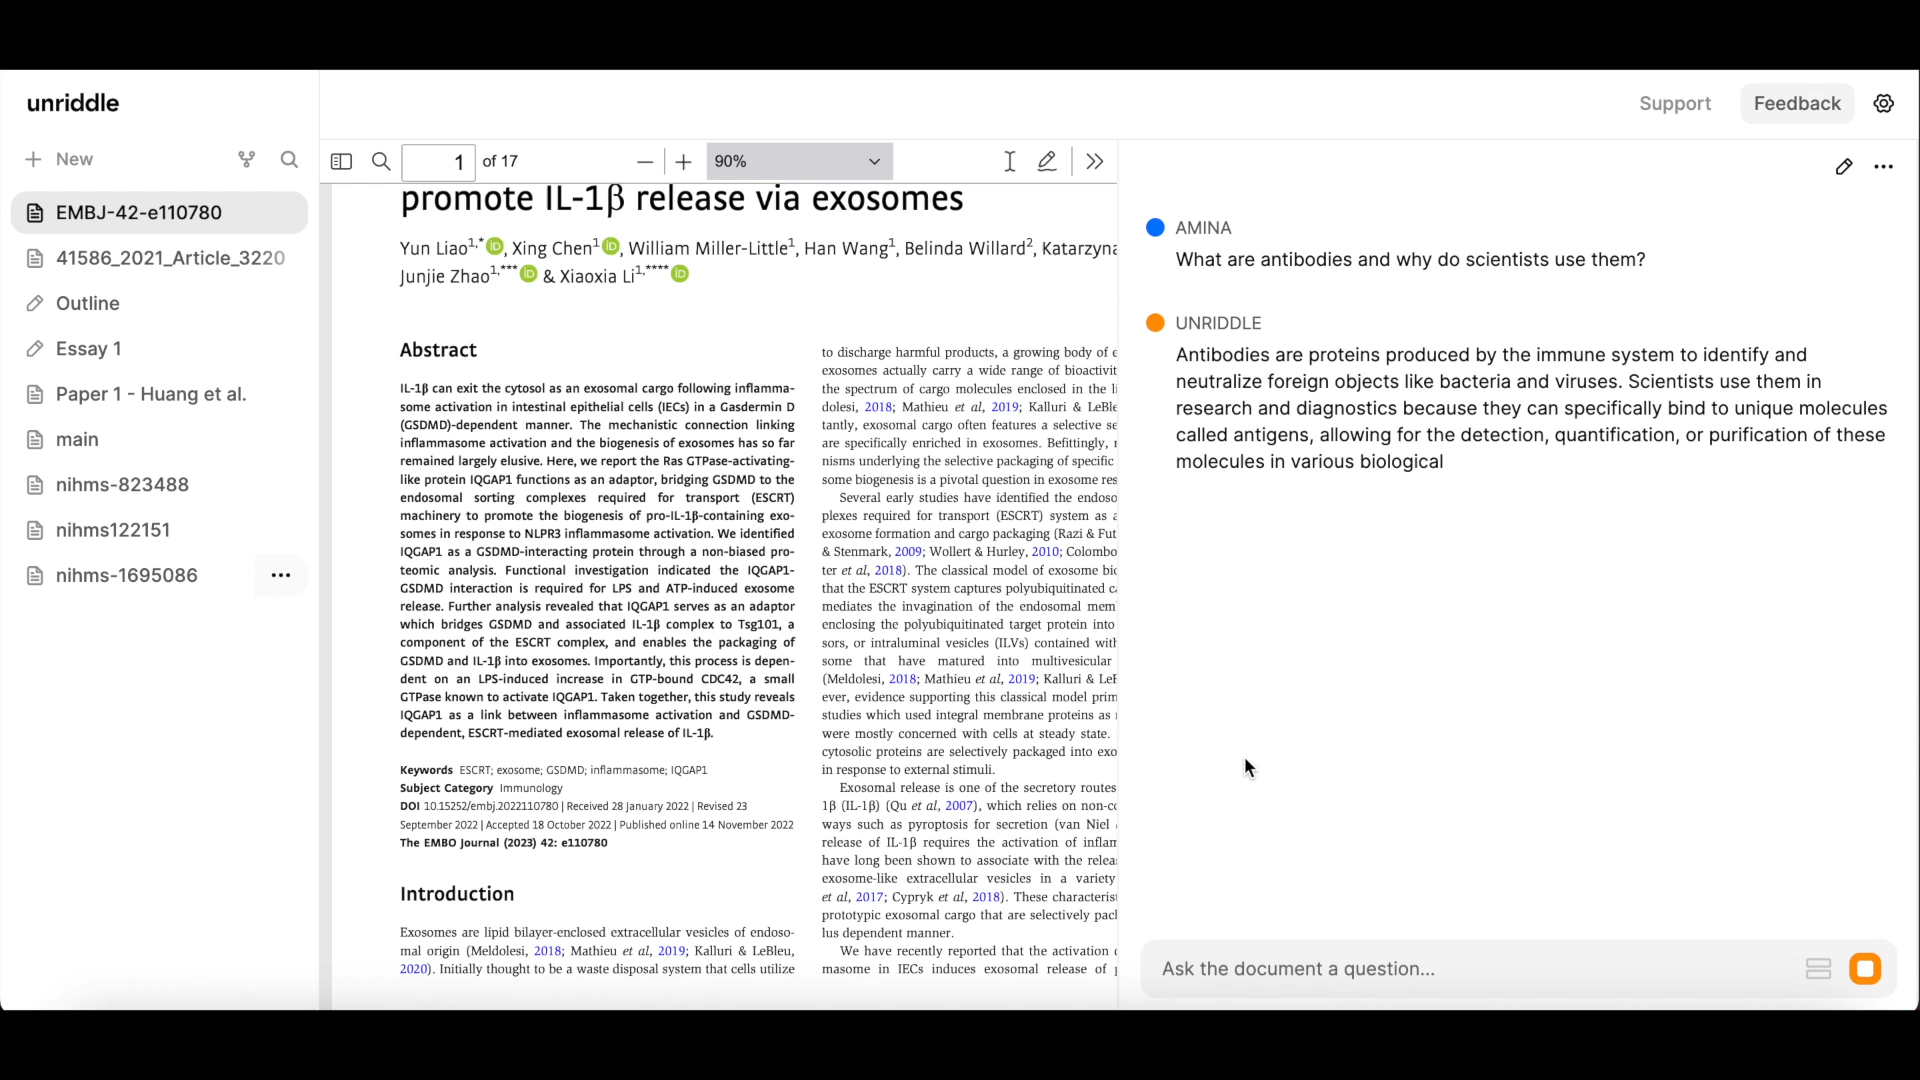 unriddle
Support
Feedback
New
EMBJ-42-e110780
41586_2021_Article_3220
Outline
Essay 1
Paper 1 - Huang et al.
main
nihms-823488
nihms122151
nihms-1695086
1 of 17
90%
promote IL-1β release via exosomes
Yun Liao1,*, Xing Chen1, William Miller-Little1, Han Wang1, Belinda Willard2,
Junjie Zhao1,*** & Xiaoxia Li1,****
Abstract
IL-1β can exit the cytosol as an exosomal cargo following inflamma-
some activation in intestinal epithelial cells (IECs) in a Gasdermin D
(GSDMD)-dependent manner. The mechanistic connection linking
inflammasome activation and the biogenesis of exosomes has so far
remained largely elusive. Here, we report the Ras GTPase-activating-
like protein IQGAP1 functions as an adaptor, bridging GSDMD to the
endosomal sorting complexes required for transport (ESCRT)
machinery to promote the biogenesis of pro-IL-1β-containing exo-
somes in response to NLPR3 inflammasome activation. We identified
IQGAP1 as a GSDMD-interacting protein through a non-biased pro-
teomic analysis. Functional investigation indicated the IQGAP1-
GSDMD interaction is required for LPS and ATP-induced exosome
release. Further analysis revealed that IQGAP1 serves as an adaptor
which bridges GSDMD and associated IL-1β complex to Tsg101, a
component of the ESCRT complex, and enables the packaging of
GSDMD and IL-1β into exosomes. Importantly, this process is depen-
dent on an LPS-induced increase in GTP-bound CDC42, a small
GTPase known to activate IQGAP1. Taken together, this study reveals
IQGAP1 as a link between inflammasome activation and GSDMD-
dependent, ESCRT-mediated exosomal release of IL-1β.
Keywords ESCRT; exosome; GSDMD; inflammasome; IQGAP1
Subject Category Immunology
DOI 10.15252/embj.2022110780 | Received 28 January 2022 | Revised 23
September 2022 | Accepted 18 October 2022 | Published online 14 November 2022
The EMBO Journal (2023) 42: e110780
Introduction
Exosomes are lipid bilayer-enclosed extracellular vesicles of endoso-
mal origin (Meldolesi, 2018; Mathieu et al, 2019; Kalluri & LeBleu,
2020). Initially thought to be a waste disposal system that cells utilize
to discharge harmful products, a growing body of
exosomes actually carry a wide range of
the spectrum of cargo molecules enclosed in the
dolesi, 2018; Mathieu et al, 2019; Kalluri &
tantly, exosomal cargo often features a selective
are specifically enriched in exosomes. Befittingly,
nisms underlying the selective packaging of specific
some biogenesis is a pivotal question in exosome
Several early studies have identified the
plexes required for transport (ESCRT) system as
exosome formation and cargo packaging (Razi &
& Stenmark, 2009; Wollert & Hurley, 2010; Colombo
ter et al, 2018). The classical model of exosome
that the ESCRT system captures polyubiquitinated
mediates the invagination of the endosomal
enclosing the polyubiquitinated target protein into
sors, or intraluminal vesicles (ILVs) contained
some that have matured into multivesicular
(Meldolesi, 2018; Mathieu et al, 2019; Kalluri &
ever, evidence supporting this classical model
studies which used integral membrane proteins as
were mostly concerned with cells at steady state.
cytosolic proteins are selectively packaged into
in response to external stimuli.
Exosomal release is one of the secretory routes
1β (IL-1β) (Qu et al, 2007), which relies on
ways such as pyroptosis for secretion (van Niel
release of IL-1β requires the activation of
have long been shown to associate with the
exosome-like extracellular vesicles in a variety
et al, 2017; Cypryk et al, 2018). These
prototypic exosomal cargo that are selectively
lus dependent manner.
We have recently reported that the activation
masome in IECs induces exosomal release of
AMINA
What are antibodies and why do scientists use them?
UNRIDDLE
Antibodies are proteins produced by the immune system to identify and
neutralize foreign objects like bacteria and viruses. Scientists use them in
research and diagnostics because they can specifically bind to unique molecules
called antigens, allowing for the detection, quantification, or purification of these
molecules in various biological
Ask the document a question...